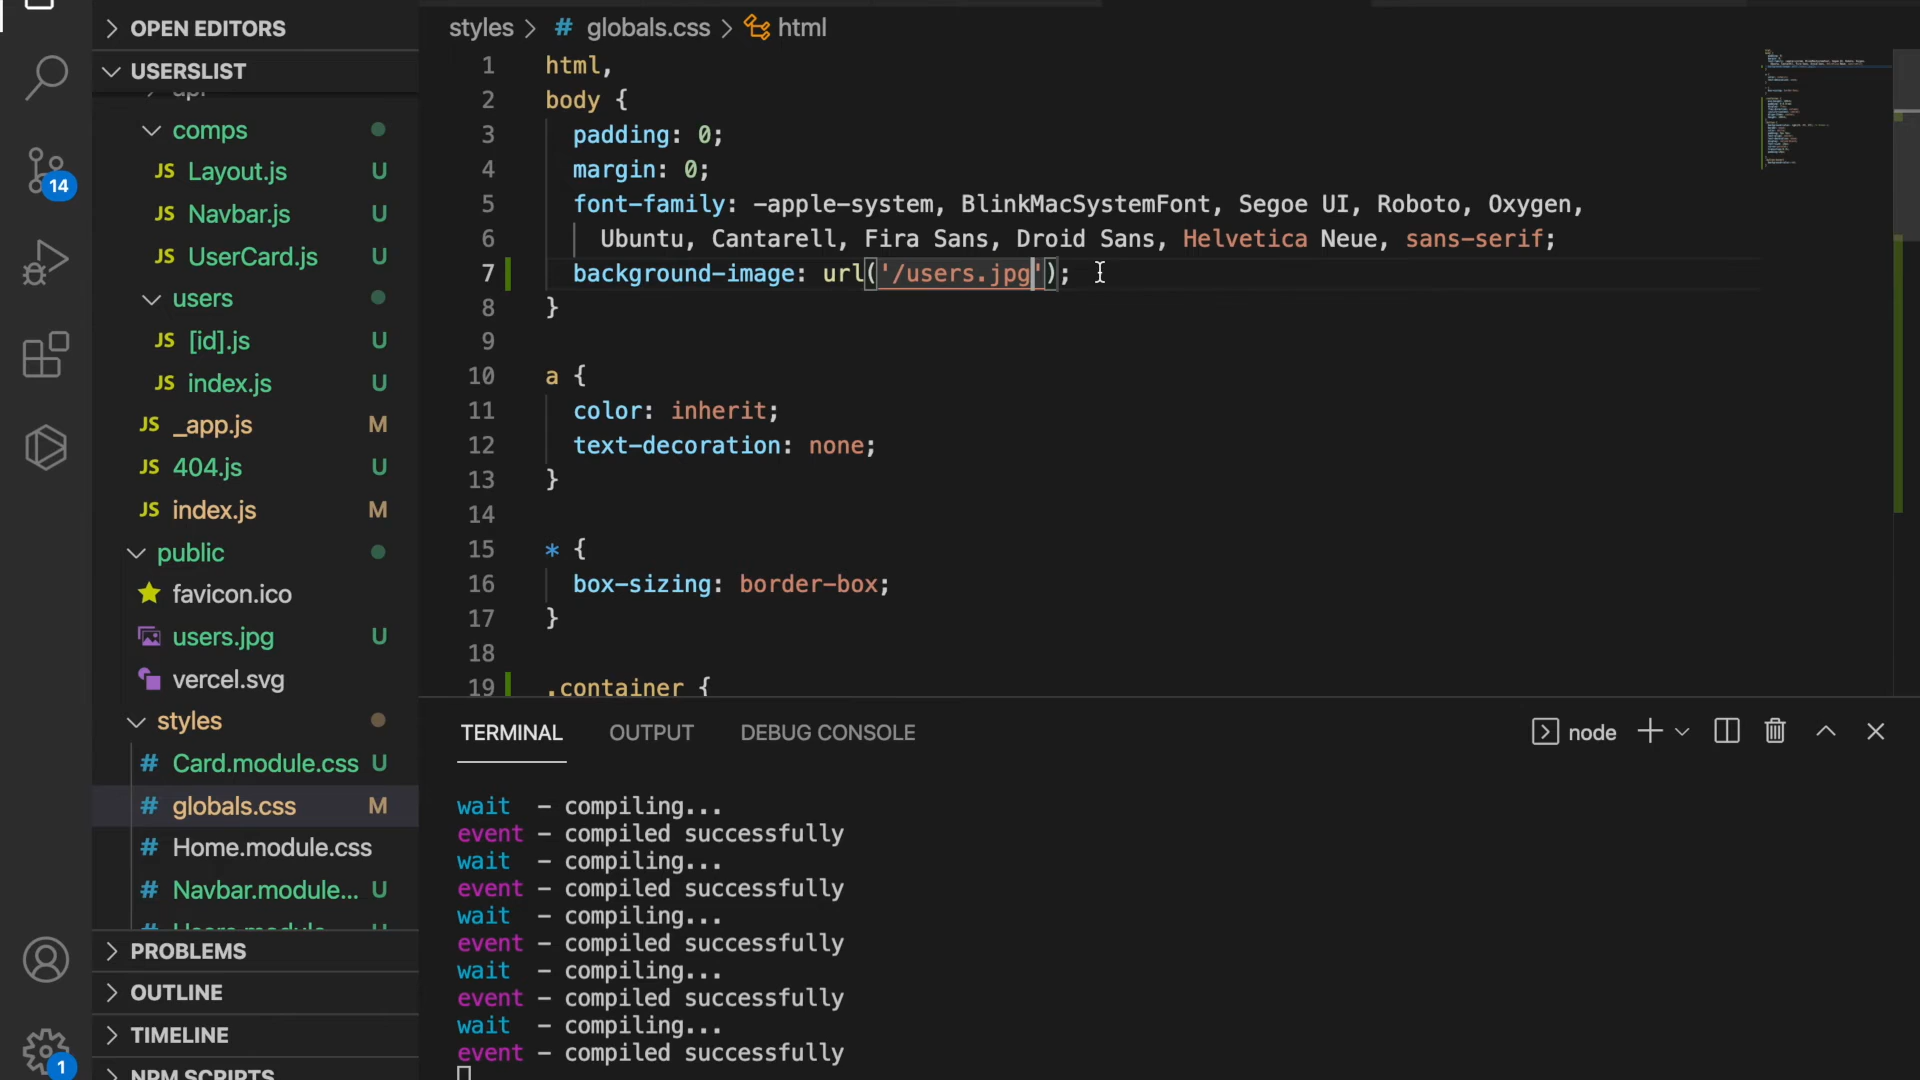 OPEN EDITORS
USERSLIST
comps
Layout.js U
Navbar.js U
UserCard.js U
users
[id].js U
index.js U
_app.js M
404.js U
index.js M
public
favicon.ico
users.jpg U
vercel.svg
styles
Card.module.css U
globals.css M
Home.module.css
Navbar.module... U
PROBLEMS
OUTLINE
TIMELINE
NPM SCRIPTS
14
1
styles > # globals.css > html
1 html,
2 body {
3 padding: 0;
4 margin: 0;
5 font-family: -apple-system, BlinkMacSystemFont, Segoe UI, Roboto, Oxygen,
6 Ubuntu, Cantarell, Fira Sans, Droid Sans, Helvetica Neue, sans-serif;
7 background-image: url('/users.jpg');
8 }
9
10 a {
11 color: inherit;
12 text-decoration: none;
13 }
14
15 * {
16 box-sizing: border-box;
17 }
18
19 .container {
TERMINAL OUTPUT DEBUG CONSOLE node
wait - compiling...
event - compiled successfully
wait - compiling...
event - compiled successfully
wait - compiling...
event - compiled successfully
wait - compiling...
event - compiled successfully
wait - compiling...
event - compiled successfully